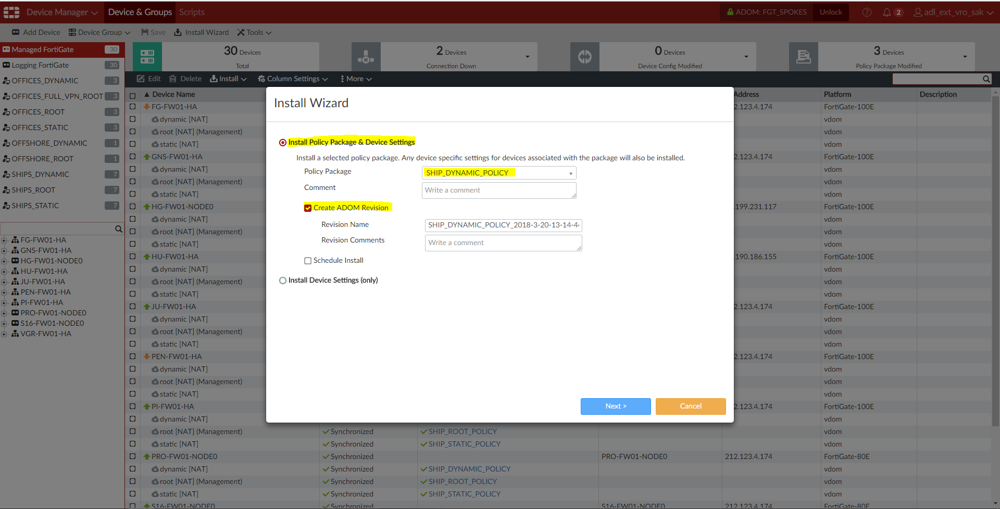 Device Manager Device & Groups Scripts ADOM: FGT_SPOKES Unlock ? 2 adl_ext_vro_sak
Add Device Device Group Save Install Wizard Tools
Managed FortiGate 30
Logging FortiGate 30
OFFICES_DYNAMIC 3
OFFICES_FULL_VPN_ROOT 3
OFFICES_ROOT 3
OFFICES_STATIC 3
OFFSHORE_DYNAMIC 1
OFFSHORE_ROOT 1
SHIPS_DYNAMIC 7
SHIPS_ROOT 7
SHIPS_STATIC 7
FG-FW01-HA
GNS-FW01-HA
HG-FW01-NODE0
HU-FW01-HA
JU-FW01-HA
PEN-FW01-HA
PI-FW01-HA
PRO-FW01-NODE0
S16-FW01-NODE0
VGR-FW01-HA
30 Devices
Total
2 Devices
Connection Down
0 Devices
Device Config Modified
3 Devices
Policy Package Modified
Edit Delete Install Column Settings More
Device Name Address Platform Description
FG-FW01-HA 2.123.4.174 FortiGate-100E
dynamic [NAT] vdom
root [NAT] (Management) vdom
static [NAT] vdom
GNS-FW01-HA 2.123.4.174 FortiGate-100E
dynamic [NAT] vdom
root [NAT] (Management) vdom
static [NAT] vdom
HG-FW01-NODE0 .199.231.117 FortiGate-100E
dynamic [NAT] vdom
root [NAT] (Management) vdom
static [NAT] vdom
HU-FW01-HA .190.186.155 FortiGate-100E
dynamic [NAT] vdom
root [NAT] (Management) vdom
static [NAT] vdom
JU-FW01-HA 2.123.4.174 FortiGate-100E
dynamic [NAT] vdom
root [NAT] (Management) vdom
static [NAT] vdom
PEN-FW01-HA 2.123.4.174 FortiGate-100E
dynamic [NAT] vdom
root [NAT] (Management) vdom
static [NAT] vdom
PI-FW01-HA 2.123.4.174 FortiGate-100E
dynamic [NAT] vdom
root [NAT] (Management) Synchronized SHIP_ROOT_POLICY vdom
static [NAT] Synchronized SHIP_STATIC_POLICY vdom
PRO-FW01-NODE0 Synchronized PRO-FW01-NODE0 212.123.4.174 FortiGate-80E
dynamic [NAT] Synchronized SHIP_DYNAMIC_POLICY vdom
root [NAT] (Management) Synchronized SHIP_ROOT_POLICY vdom
static [NAT] Synchronized SHIP_STATIC_POLICY vdom
S16-FW01-NODE0 Synchronized S16-FW01-NODE0 212.123.4.174 FortiGate-80E
Install Wizard
Install Policy Package & Device Settings
Install a selected policy package. Any device specific settings for devices associated with the package will also be installed.
Policy Package SHIP_DYNAMIC_POLICY
Comment Write a comment
Create ADOM Revision
Revision Name SHIP_DYNAMIC_POLICY_2018-3-20-13-14-4
Revision Comments Write a comment
Schedule Install
Install Device Settings (only)
Next > Cancel